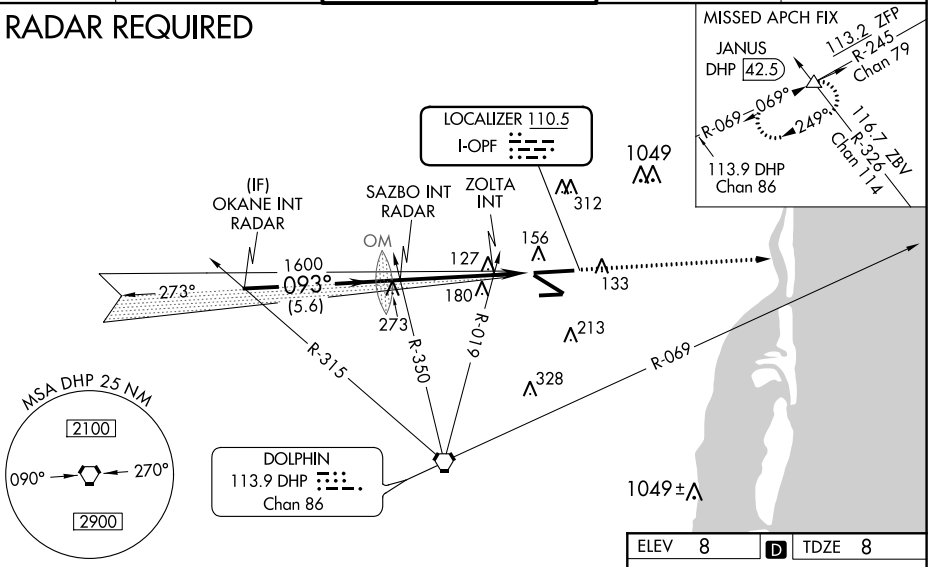 RADAR REQUIRED
MISSED APCH FIX
JANUS
DHP 42.5
113.2 ZFP
R-245
Chan 79
R-069
069°
249°
116.7 ZBV
R-326
Chan 114
113.9 DHP
Chan 86
LOCALIZER 110.5
I-OPF
1049
312
(IF)
OKANE INT
RADAR
SAZBO INT
RADAR
ZOLTA
INT
OM
156
127
1600
093°
(5.6)
273°
180
133
273
213
R-315
R-350
R-019
R-069
328
MSA DHP 25 NM
2100
090°
270°
2900
DOLPHIN
113.9 DHP
Chan 86
1049±
ELEV 8
D
TDZE 8